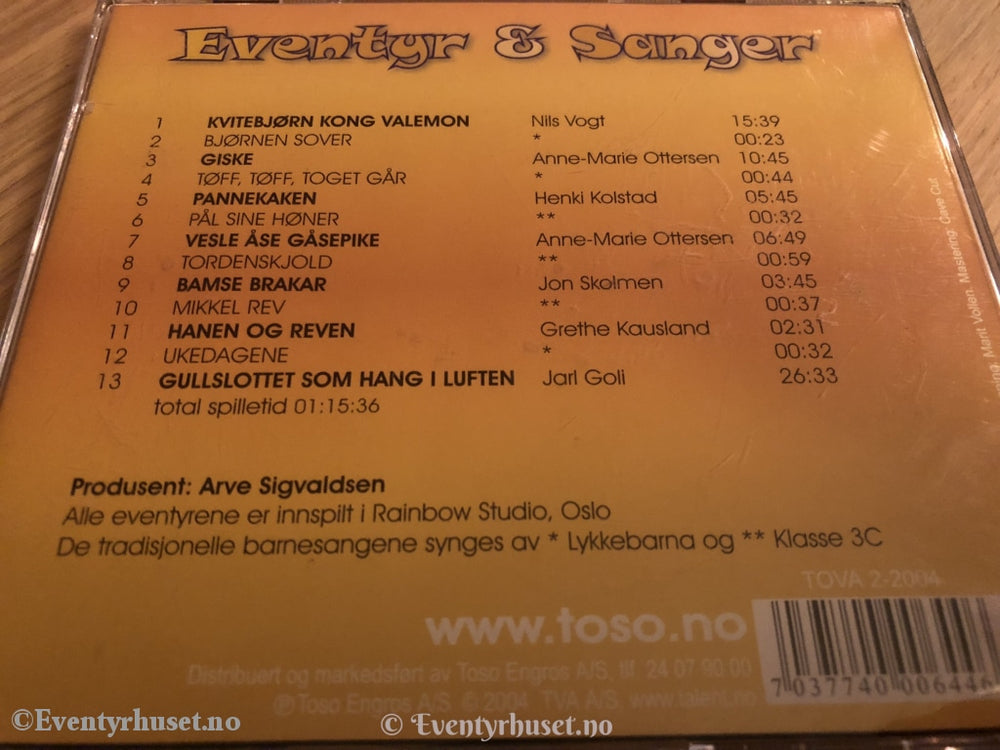 Eventyr & Sanger
1 KVITEBJØRN KONG VALEMON Nils Vogt 15:39
2 BJØRNEN SOVER * 00:23
3 GISKE Anne-Marie Ottersen 10:45
4 TØFF, TØFF, TOGET GÅR * 00:44
5 PANNEKAKEN Henki Kolstad 05:45
6 PÅL SINE HØNER ** 00:32
7 VESLE ÅSE GÅSEPIKE Anne-Marie Ottersen 06:49
8 TORDENSKJOLD ** 00:59
9 BAMSE BRAKAR Jon Skolmen 03:45
10 MIKKEL REV ** 00:37
11 HANEN OG REVEN Grethe Kausland 02:31
12 UKEDAGENE * 00:32
13 GULLSLOTTET SOM HANG I LUFTEN Jarl Goli 26:33
total spilletid 01:15:36
Produsent: Arve Sigvaldsen
Alle eventyrene er innspilt i Rainbow Studio, Oslo
De tradisjonelle barnesangene synges av * Lykkebarna og ** Klasse 3C
TOVA 2-2004
www.toso.no
Distribuert og markedsført av Toso Engros A/S, tlf. 24 07 90 00
℗ Toso Engros A/S © 2004 TVA A/S.
7 037740 006446
Marit Vollen. Mastering: Cave Cut
©Eventyrhuset.no
© Eventyrhuset.no